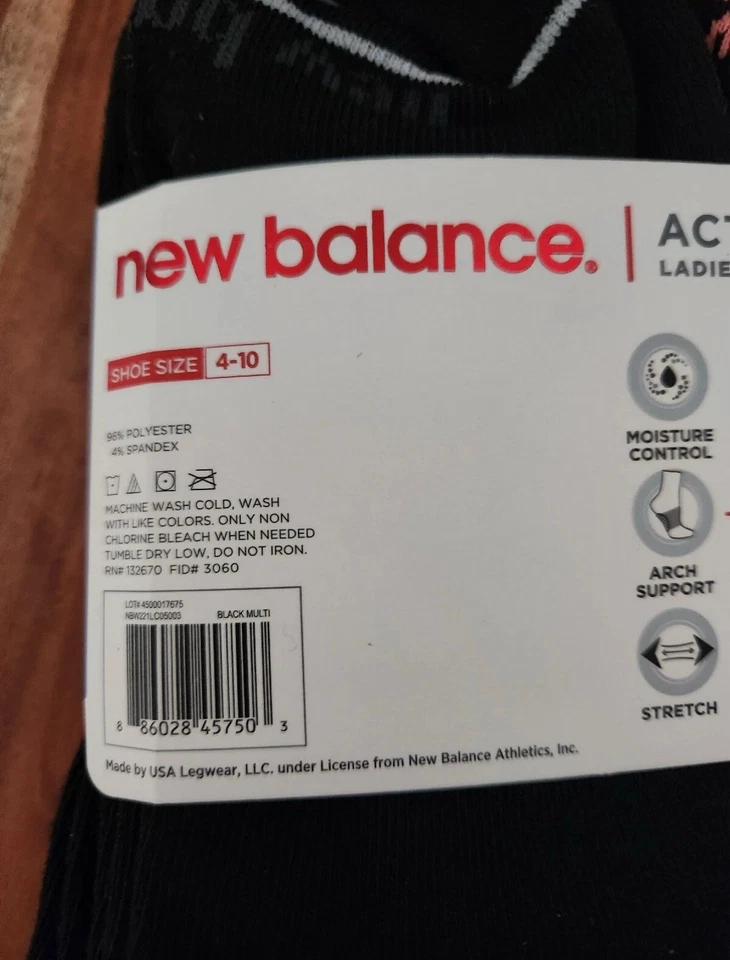 new balance.®
ACT
LADIE
SHOE SIZE 4-10
96% POLYESTER
4% SPANDEX
MACHINE WASH COLD, WASH
WITH LIKE COLORS. ONLY NON
CHLORINE BLEACH WHEN NEEDED
TUMBLE DRY LOW, DO NOT IRON.
RN# 132670 FID# 3060
LOT# 4500017675
NBW221LC05003 BLACK MULTI
8 86028 45750 3
Made by USA Legwear, LLC. under License from New Balance Athletics, Inc.
MOISTURE
CONTROL
ARCH
SUPPORT
STRETCH